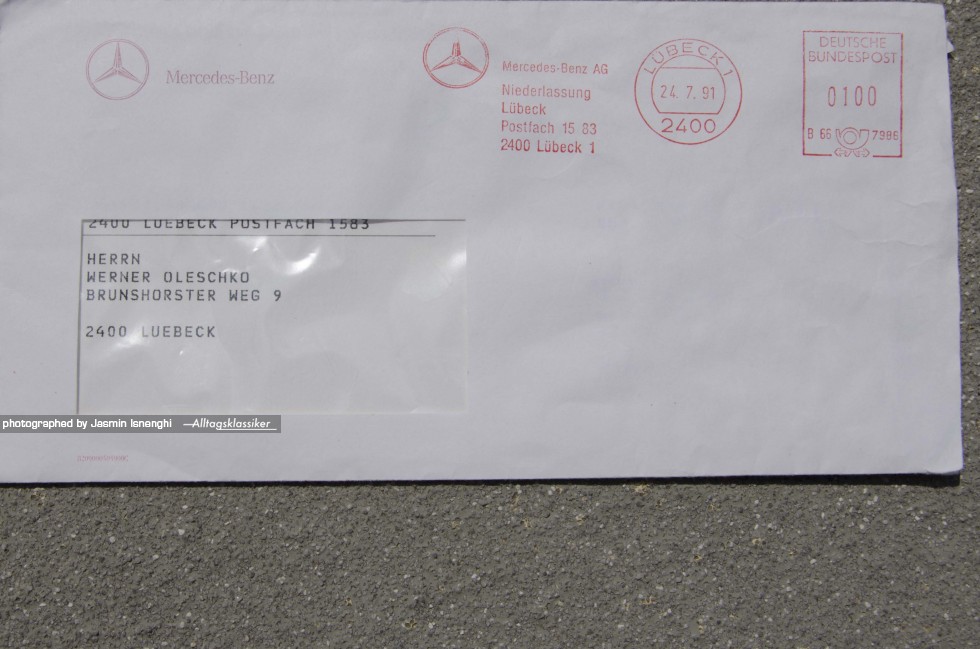 Mercedes-Benz
Mercedes-Benz AG
Niederlassung
Lübeck
Postfach 15 83
2400 Lübeck 1
LÜBECK 1
24. 7. 91
2400
DEUTSCHE
BUNDESPOST
0100
B 66 7986
2400 LUEBECK POSTFACH 1583
HERRN
WERNER OLESCHKO
BRUNSHORSTER WEG 9
2400 LUEBECK
photographed by Jasmin Isnenghi —Alltagsklassiker